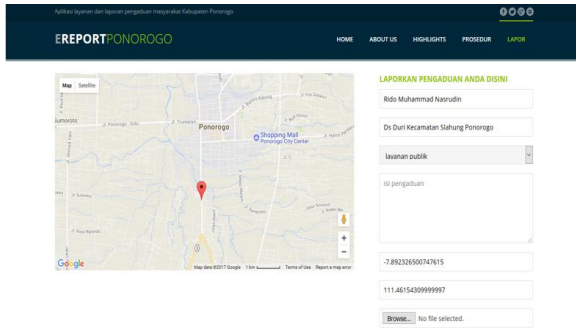 Aplikasi layanan dan laporan pengaduan masyarakat Kabupaten Ponorogo
EREPORTPONOROGO
HOME ABOUT US HIGHLIGHTS PROSEDUR LAPOR
Map Satellite
Sumoroto
Ponorogo
Shopping Mall
Ponorogo City Center
Google
Map data ©2017 Google 1 km Terms of Use Report a map error
LAPORKAN PENGADUAN ANDA DISINI
Rido Muhammad Nasrudin
Ds Duri Kecamatan Slahung Ponorogo
layanan publik
isi pengaduan
-7.892326500747615
111.46154309999997
Browse... No file selected.